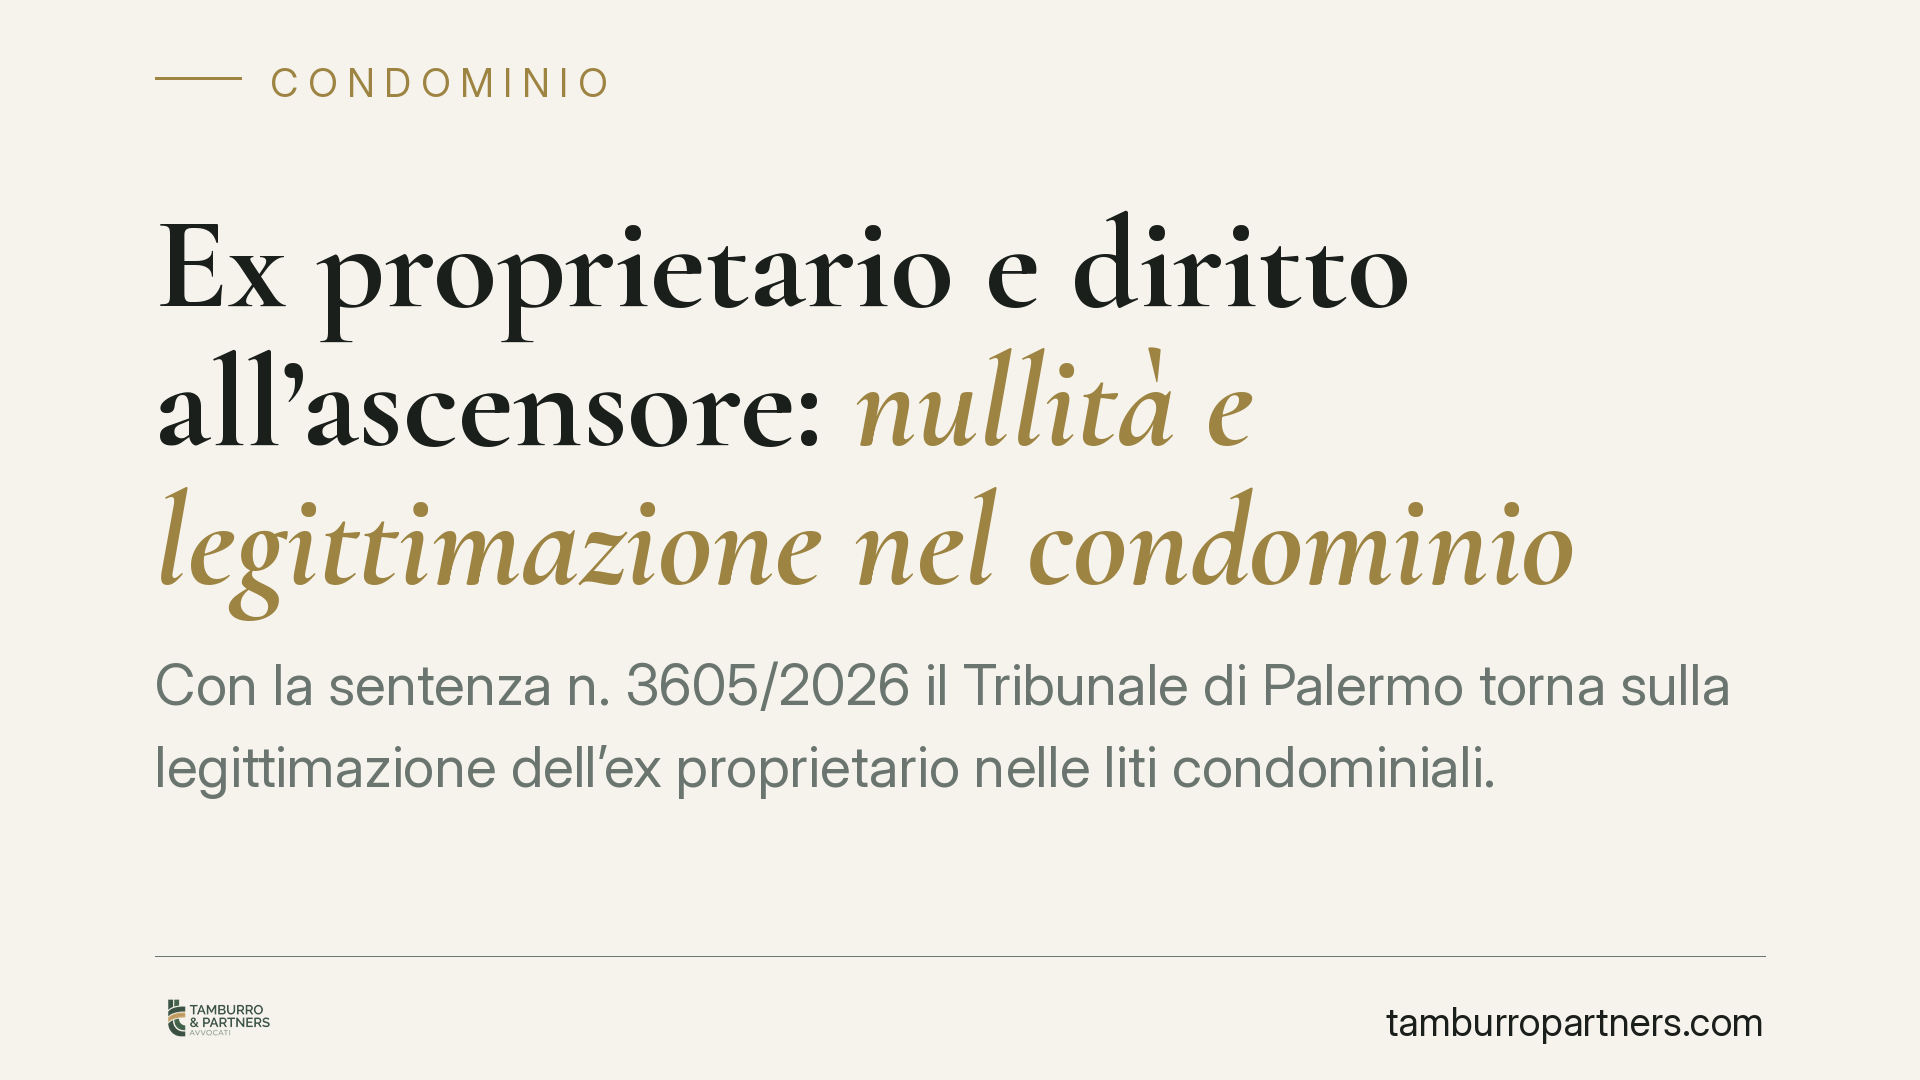 CONDOMINIO
Ex proprietario e diritto
all’ascensore: nullità e
legittimazione nel condominio
Con la sentenza n. 3605/2026 il Tribunale di Palermo torna sulla
legittimazione dell’ex proprietario nelle liti condominiali.
TAMBURRO
& PARTNERS
AVVOCATI
tamburropartners.com